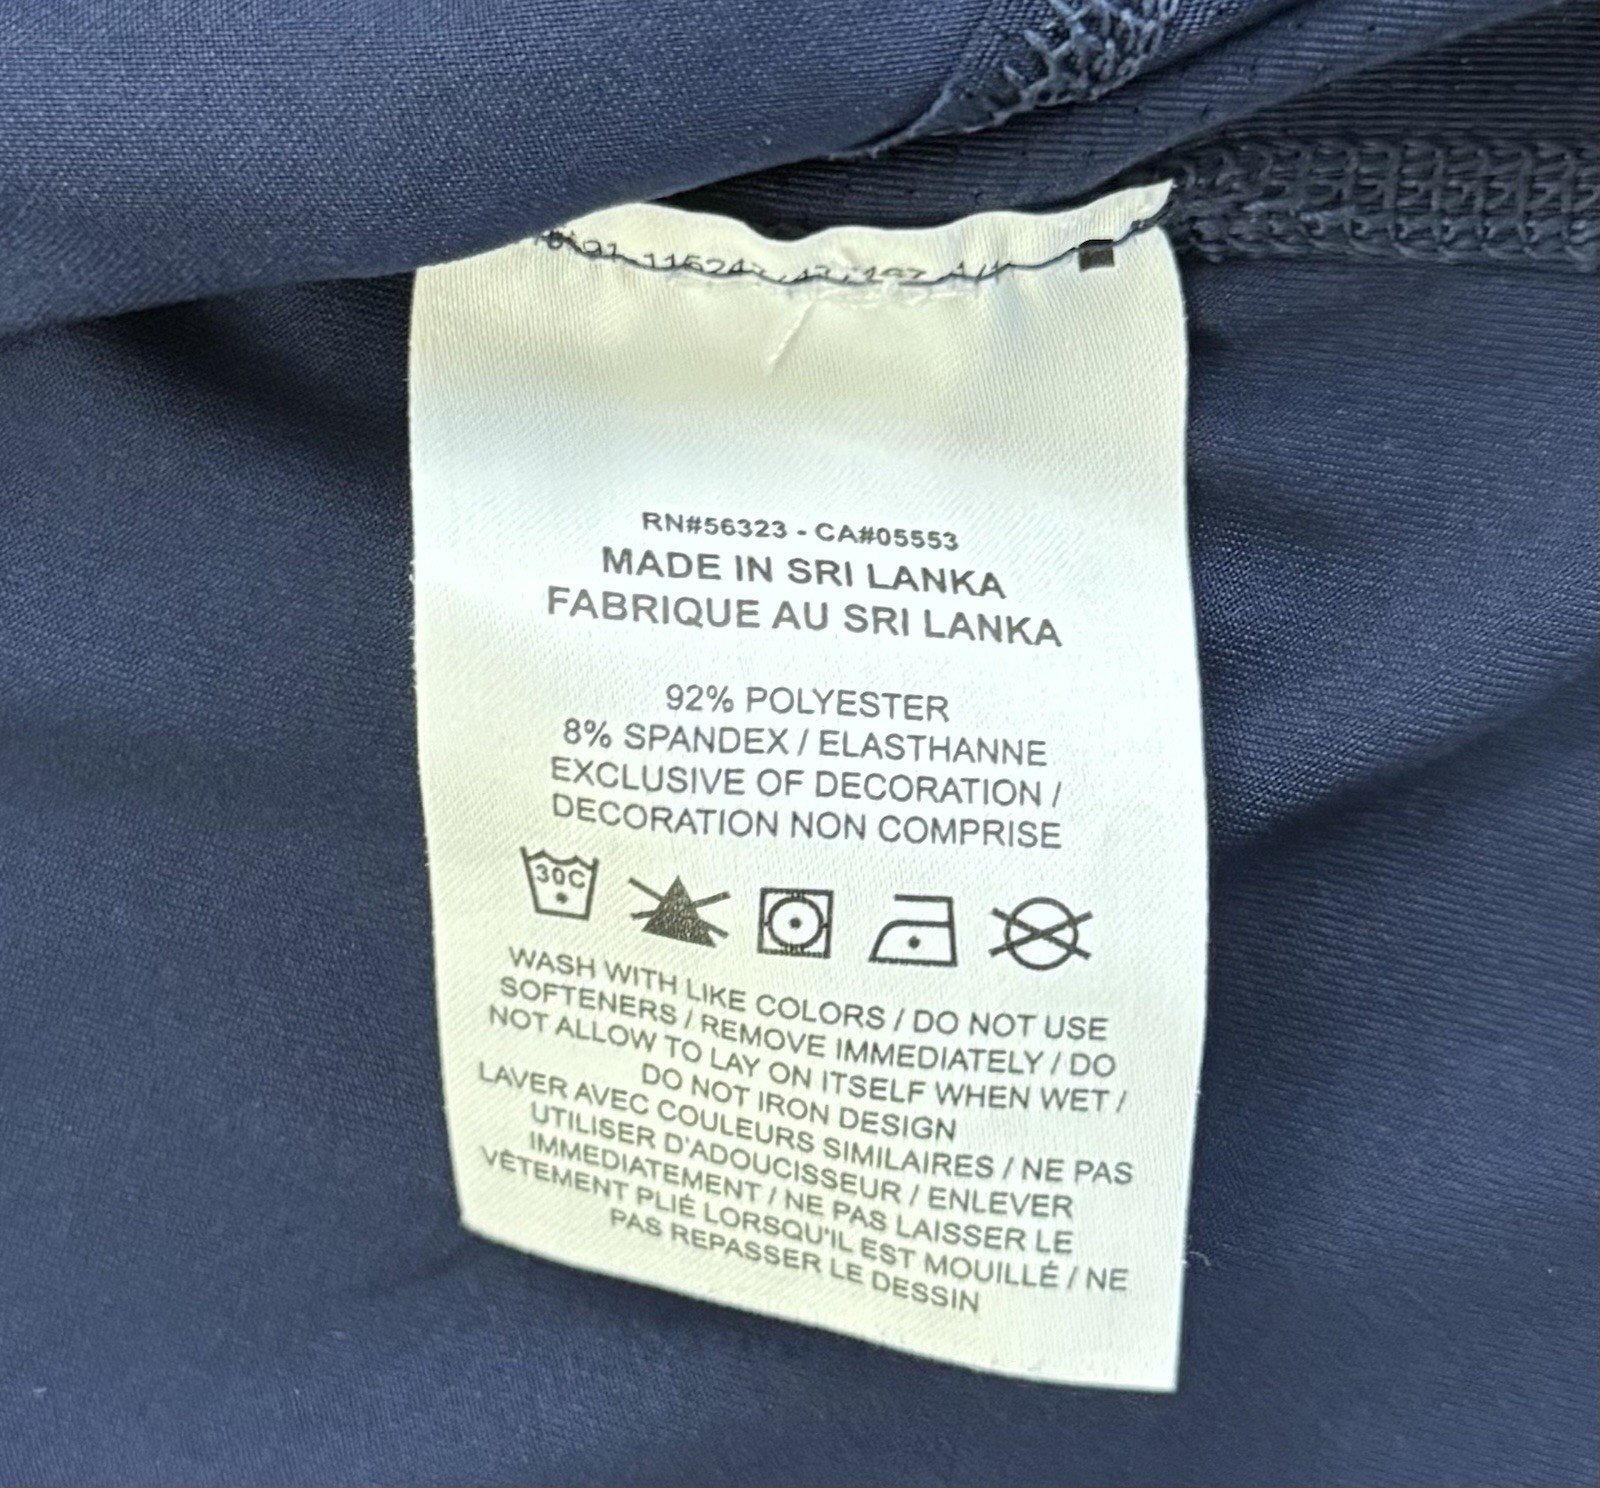 RN#56323 - CA#05553
MADE IN SRI LANKA
FABRIQUE AU SRI LANKA
92% POLYESTER
8% SPANDEX / ELASTHANNE
EXCLUSIVE OF DECORATION /
DECORATION NON COMPRISE
30C
WASH WITH LIKE COLORS / DO NOT USE
SOFTENERS / REMOVE IMMEDIATELY / DO
NOT ALLOW TO LAY ON ITSELF WHEN WET /
DO NOT IRON DESIGN
LAVER AVEC COULEURS SIMILAIRES / NE PAS
UTILISER D'ADOUCISSEUR / ENLEVER
IMMEDIATEMENT / NE PAS LAISSER LE
VÊTEMENT PLIÉ LORSQU'IL EST MOUILLÉ / NE
PAS REPASSER LE DESSIN